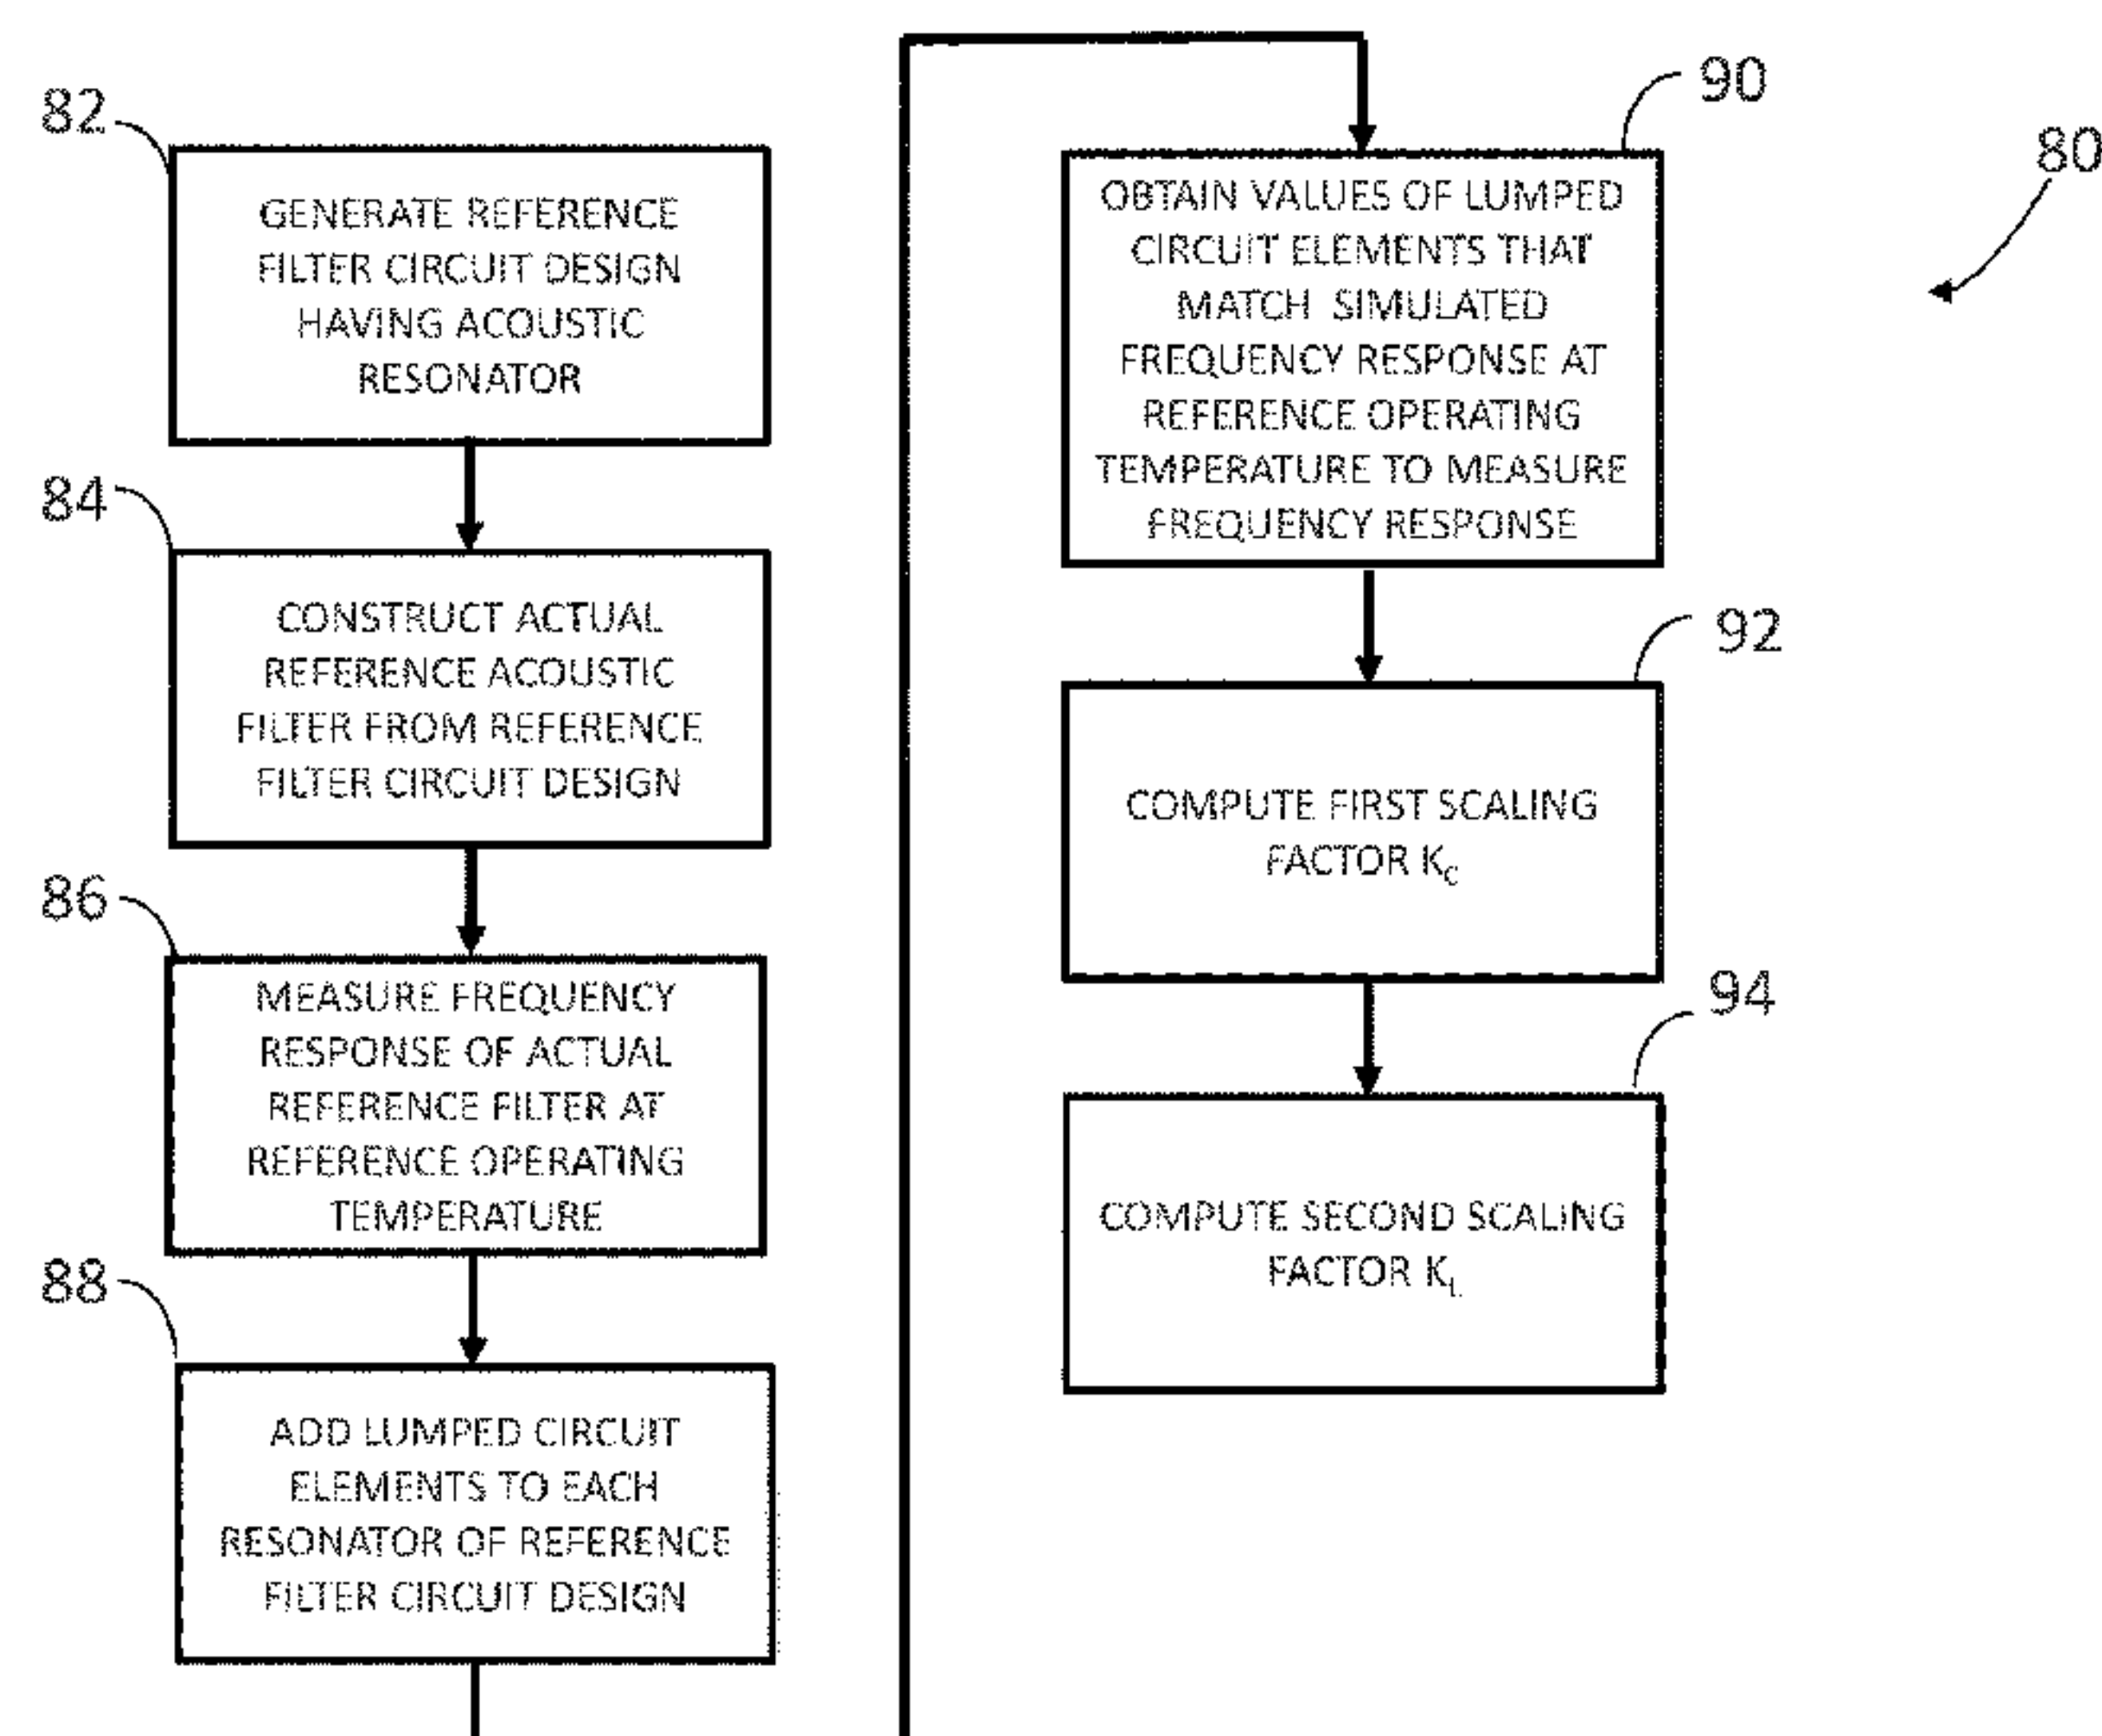 82
GENERATE REFERENCE
FILTER CIRCUIT DESIGN
HAVING ACOUSTIC
RESONATOR
84
CONSTRUCT ACTUAL
REFERENCE ACOUSTIC
FILTER FROM REFERENCE
FILTER CIRCUIT DESIGN
86
MEASURE FREQUENCY
RESPONSE OF ACTUAL
REFERENCE FILTER AT
REFERENCE OPERATING
TEMPERATURE
88
ADD LUMPED CIRCUIT
ELEMENTS TO EACH
RESONATOR OF REFERENCE
FILTER CIRCUIT DESIGN
90
OBTAIN VALUES OF LUMPED
CIRCUIT ELEMENTS THAT
MATCH SIMULATED
FREQUENCY RESPONSE AT
REFERENCE OPERATING
TEMPERATURE TO MEASURE
FREQUENCY RESPONSE
92
COMPUTE FIRST SCALING
FACTOR K_C
94
COMPUTE SECOND SCALING
FACTOR K_L
80